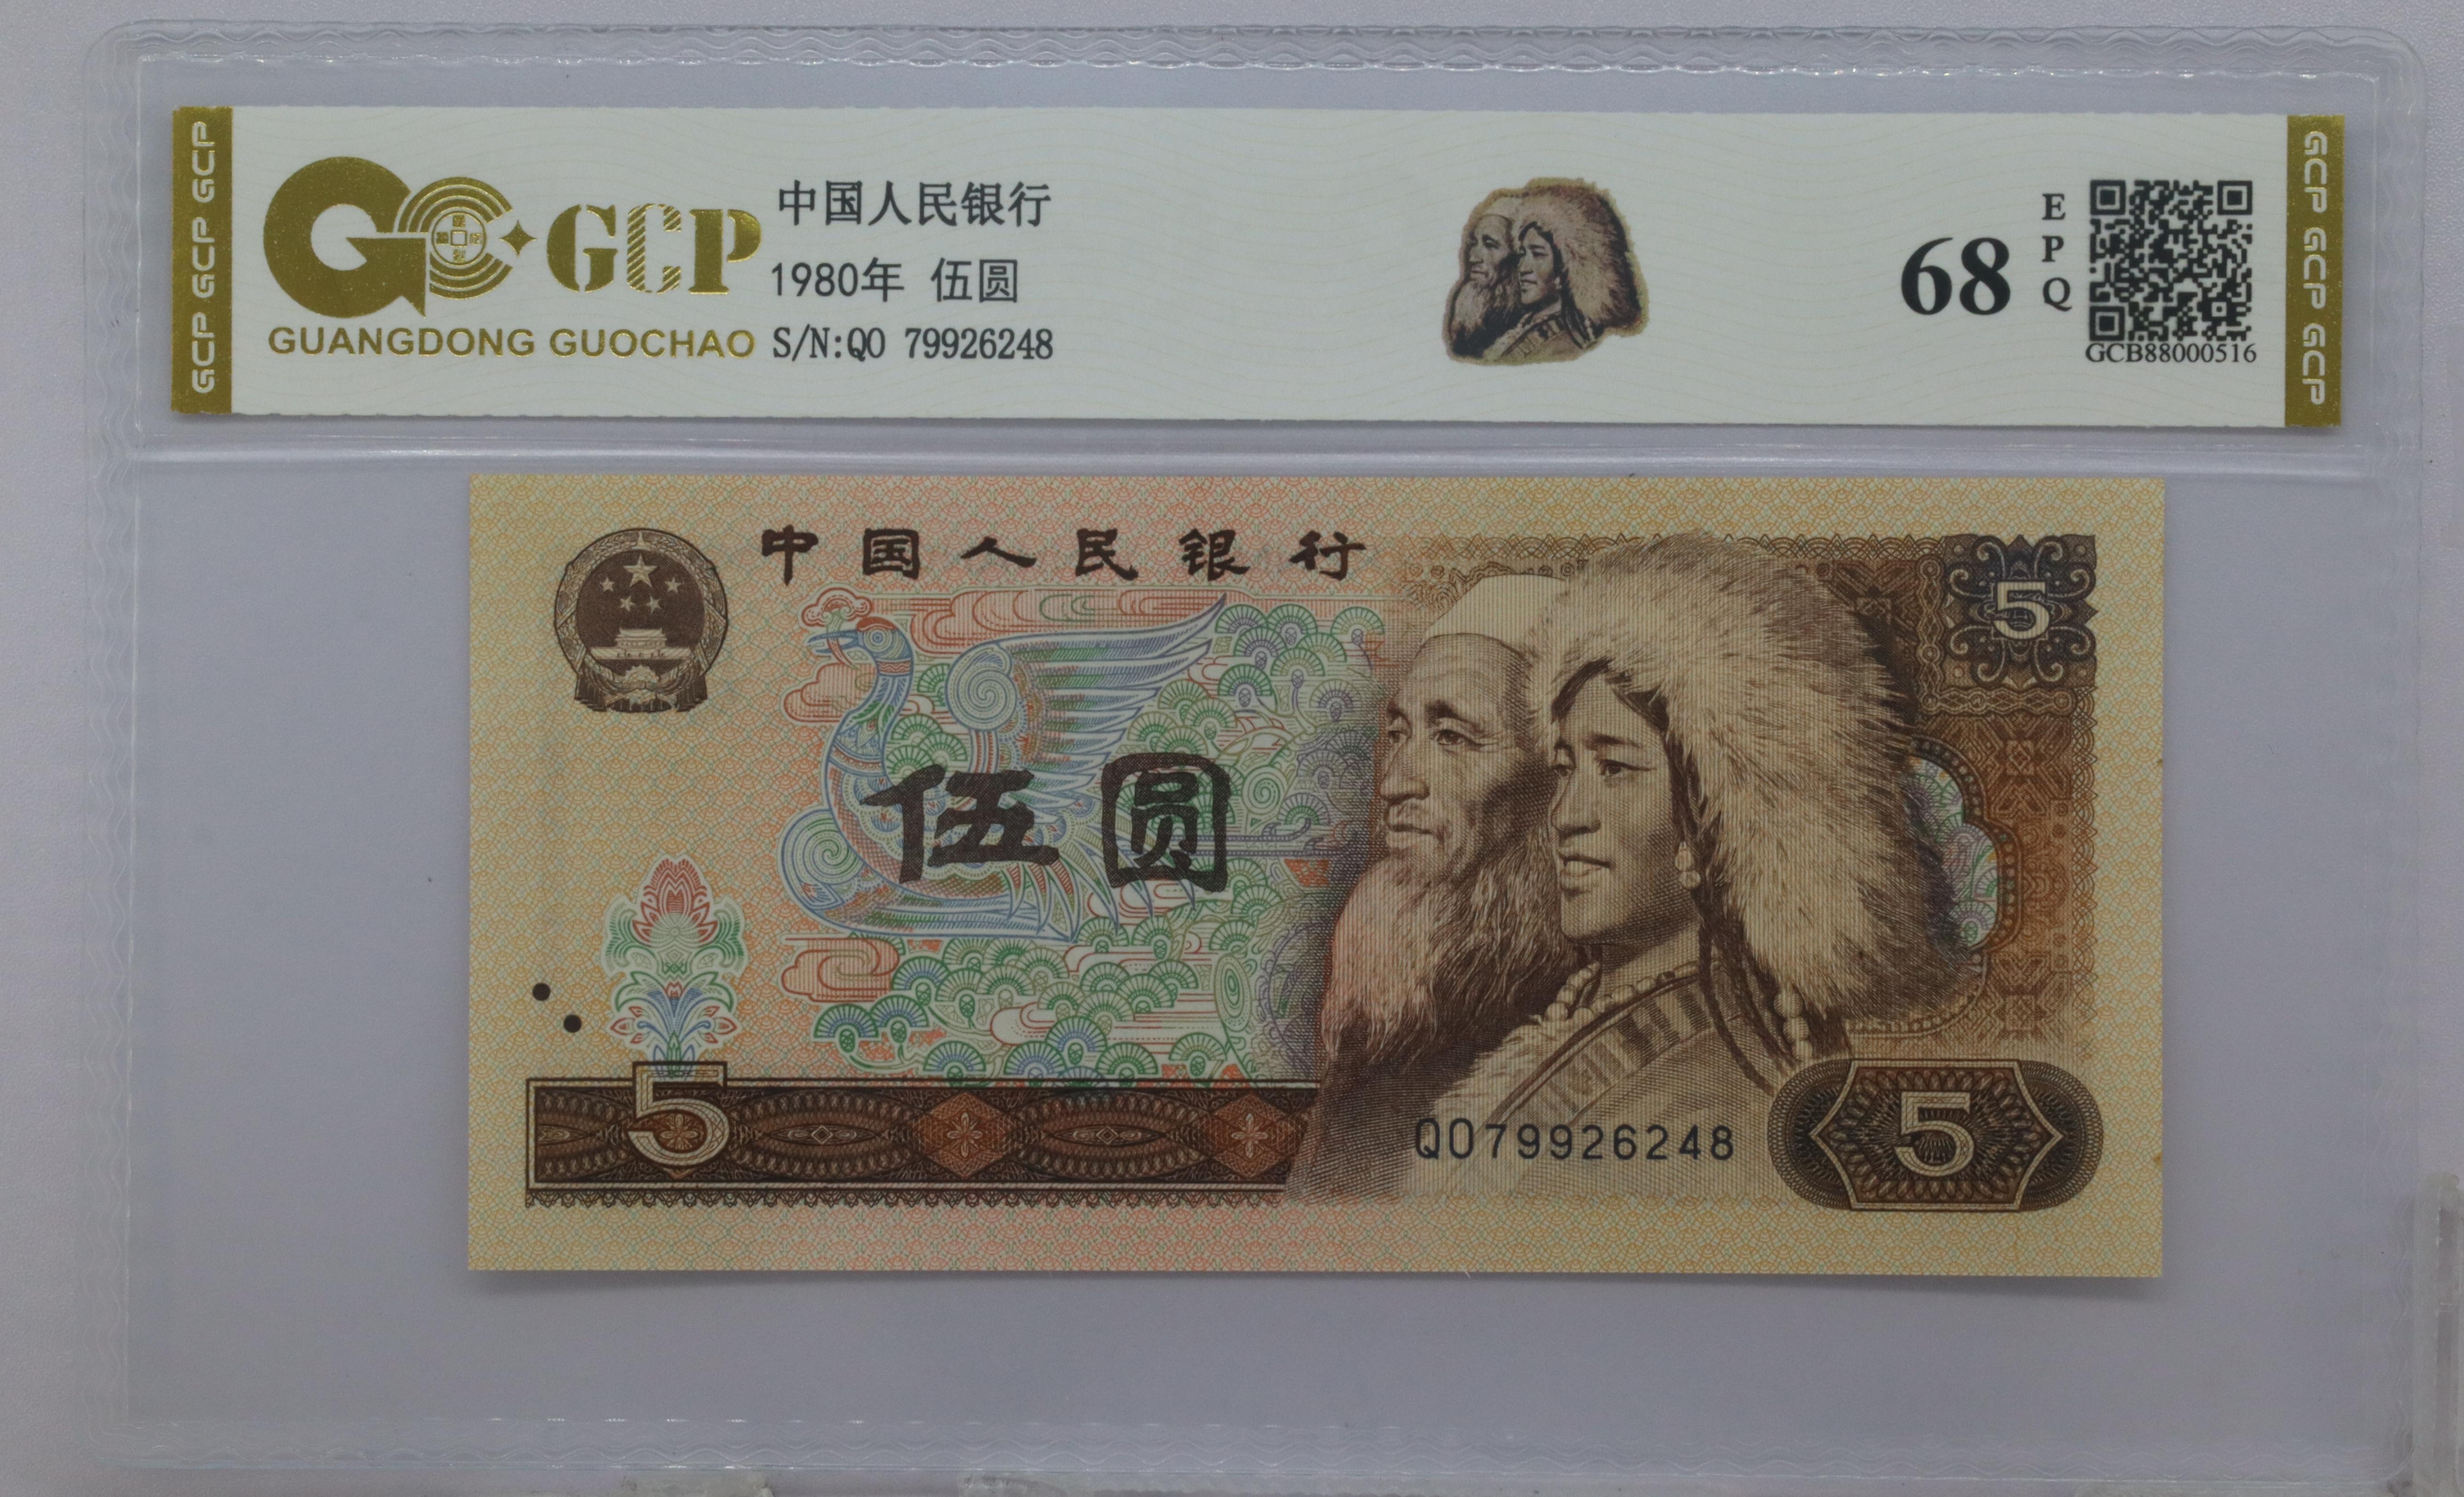 GCP GCP GCP
GCP
GUANGDONG GUOCHAO
中国人民银行
1980年 伍圆
S/N:QO 79926248
68
EPQ
GCB88000516
GCP GCP GCP
中国人民银行
5
伍圆
5
QO79926248
5